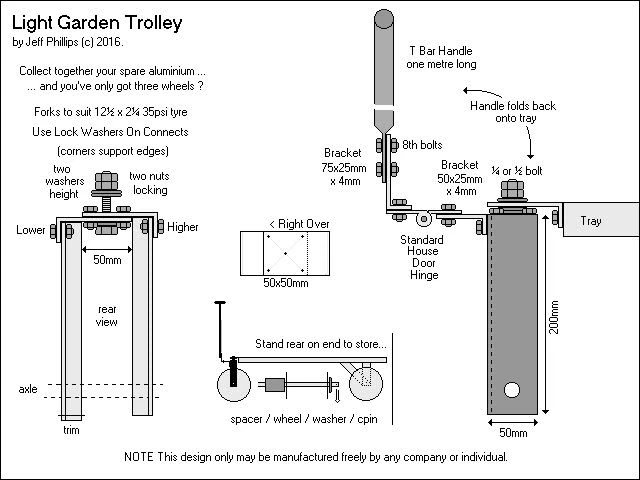 Light Garden Trolley
by Jeff Phillips (c) 2016.
Collect together your spare aluminium ...
... and you've only got three wheels ?
Forks to suit 12½ x 2¼ 35psi tyre
Use Lock Washers On Connects
(corners support edges)
two
washers
height
two nuts
locking
Lower
Higher
50mm
rear
view
axle
trim
T Bar Handle
one metre long
Handle folds back
onto tray
8th bolts
Bracket
75x25mm
x 4mm
Bracket
50x25mm
x 4mm
¼ or ½ bolt
Tray
Standard
House
Door
Hinge
< Right Over
50x50mm
200mm
50mm
Stand rear on end to store...
spacer / wheel / washer / cpin
NOTE This design only may be manufactured freely by any company or individual.